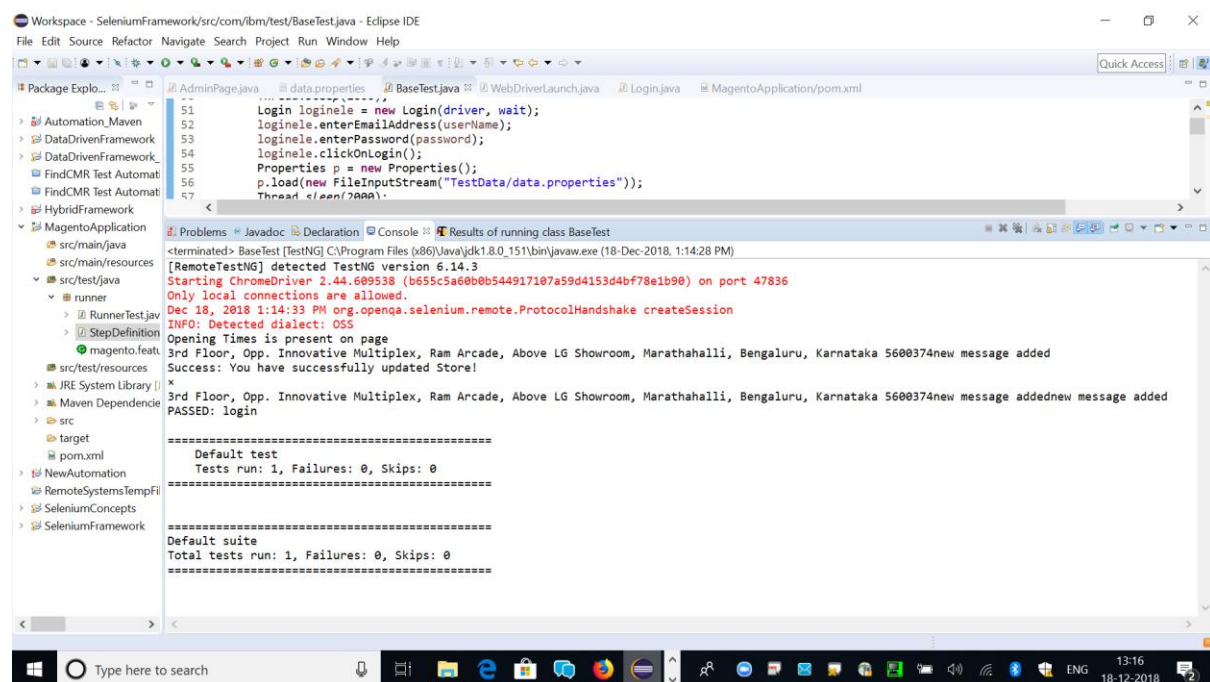 Workspace - SeleniumFramework/src/com/ibm/test/BaseTest.java - Eclipse IDE
File Edit Source Refactor Navigate Search Project Run Window Help
Quick Access
Package Explo...
AdminPage.java data.properties BaseTest.java WebDriverLaunch.java Login.java MagentoApplication/pom.xml
Automation_Maven
DataDrivenFramework
DataDrivenFramework_
FindCMR Test Automati
FindCMR Test Automati
HybridFramework
MagentoApplication
src/main/java
src/main/resources
src/test/java
runner
RunnerTest.jav
StepDefinition
magento.featu
src/test/resources
JRE System Library [
Maven Dependencie
src
target
pom.xml
NewAutomation
RemoteSystemsTempFil
SeleniumConcepts
SeleniumFramework
51 Login loginele = new Login(driver, wait);
52 loginele.enterEmailAddress(userName);
53 loginele.enterPassword(password);
54 loginele.clickOnLogin();
55 Properties p = new Properties();
56 p.load(new FileInputStream("TestData/data.properties"));
57 Thread.sleep(2000);
Problems Javadoc Declaration Console Results of running class BaseTest
<terminated> BaseTest [TestNG] C:\Program Files (x86)\Java\jdk1.8.0_151\bin\javaw.exe (18-Dec-2018, 1:14:28 PM)
[RemoteTestNG] detected TestNG version 6.14.3
Starting ChromeDriver 2.44.609538 (b655c5a60b0b544917107a59d4153d4bf78e1b90) on port 47836
Only local connections are allowed.
Dec 18, 2018 1:14:33 PM org.openqa.selenium.remote.ProtocolHandshake createSession
INFO: Detected dialect: OSS
Opening Times is present on page
3rd Floor, Opp. Innovative Multiplex, Ram Arcade, Above LG Showroom, Marathahalli, Bengaluru, Karnataka 5600374new message added
Success: You have successfully updated Store!
×
3rd Floor, Opp. Innovative Multiplex, Ram Arcade, Above LG Showroom, Marathahalli, Bengaluru, Karnataka 5600374new message addednew message added
PASSED: login
===============================================
Default test
Tests run: 1, Failures: 0, Skips: 0
===============================================
===============================================
Default suite
Total tests run: 1, Failures: 0, Skips: 0
===============================================
Type here to search
ENG
13:16
18-12-2018